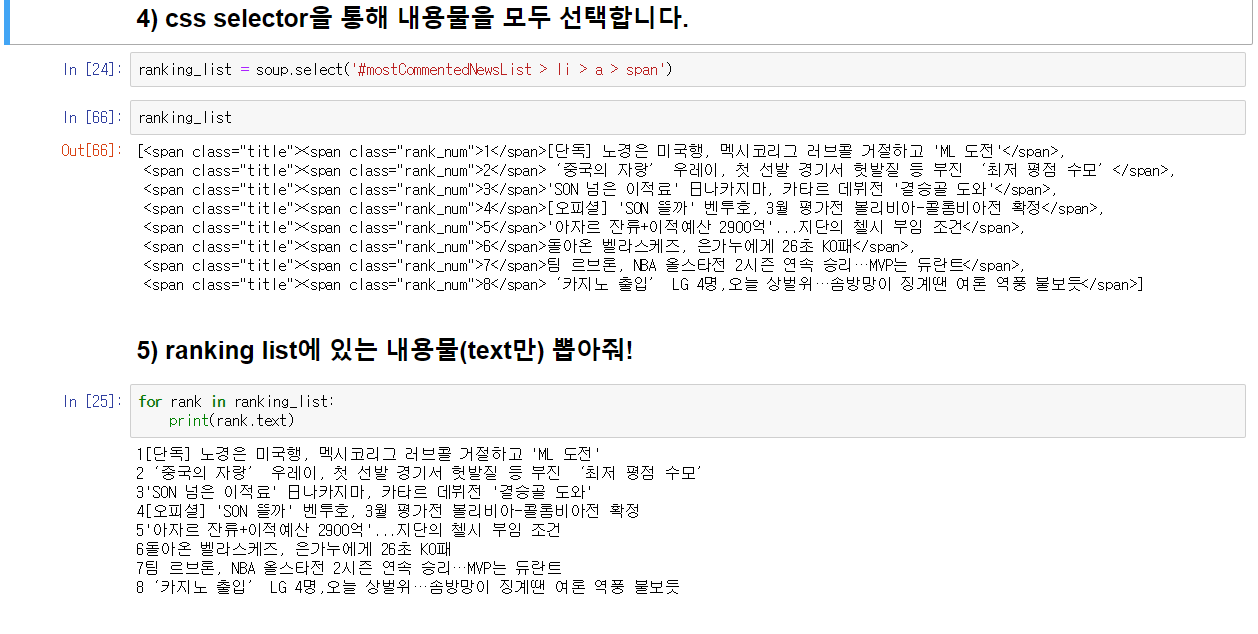 4) css selector을 통해 내용물을 모두 선택합니다.
In [24]: ranking_list = soup.select('#mostCommentedNewsList > li > a > span')
In [66]: ranking_list
Out[66]: [<span class="title"><span class="rank_num">1</span>[단독] 노경은 미국행, 멕시코리그 러브콜 거절하고 'ML 도전'</span>,
<span class="title"><span class="rank_num">2</span> ‘중국의 자랑’ 우레이, 첫 선발 경기서 헛발질 등 부진 ‘최저 평점 수모’</span>,
<span class="title"><span class="rank_num">3</span>'SON 넘은 이적료' 日나카지마, 카타르 데뷔전 '결승골 도와'</span>,
<span class="title"><span class="rank_num">4</span>[오피셜] 'SON 뜰까' 벤투호, 3월 평가전 볼리비아-콜롬비아전 확정</span>,
<span class="title"><span class="rank_num">5</span>'아자르 잔류+이적예산 2900억'...지단의 첼시 부임 조건</span>,
<span class="title"><span class="rank_num">6</span>돌아온 벨라스케즈, 은가누에게 26초 KO패</span>,
<span class="title"><span class="rank_num">7</span>팀 르브론, NBA 올스타전 2시즌 연속 승리…MVP는 듀란트</span>,
<span class="title"><span class="rank_num">8</span> ‘카지노 출입’ LG 4명,오늘 상벌위…솜방망이 징계땐 여론 역풍 불보듯</span>]
5) ranking list에 있는 내용물(text만) 뽑아줘!
In [25]: for rank in ranking_list:
print(rank.text)
1[단독] 노경은 미국행, 멕시코리그 러브콜 거절하고 'ML 도전'
2 ‘중국의 자랑’ 우레이, 첫 선발 경기서 헛발질 등 부진 ‘최저 평점 수모’
3'SON 넘은 이적료' 日나카지마, 카타르 데뷔전 '결승골 도와'
4[오피셜] 'SON 뜰까' 벤투호, 3월 평가전 볼리비아-콜롬비아전 확정
5'아자르 잔류+이적예산 2900억'...지단의 첼시 부임 조건
6돌아온 벨라스케즈, 은가누에게 26초 KO패
7팀 르브론, NBA 올스타전 2시즌 연속 승리…MVP는 듀란트
8 ‘카지노 출입’ LG 4명,오늘 상벌위…솜방망이 징계땐 여론 역풍 불보듯